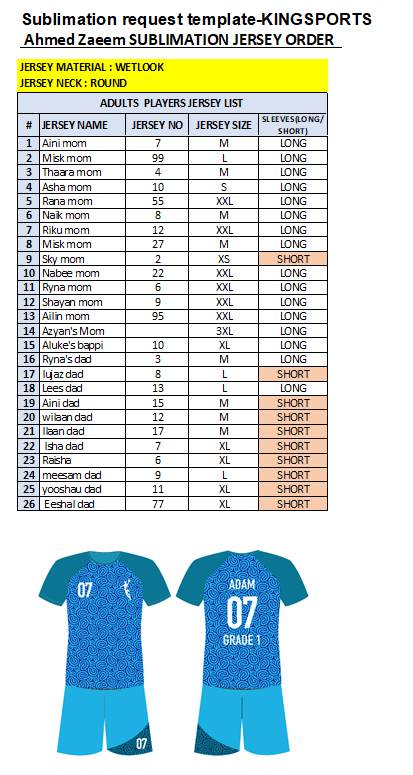 Sublimation request template-KINGSPORTS
Ahmed Zaeem SUBLIMATION JERSEY ORDER
JERSEY MATERIAL : WETLOOK
JERSEY NECK : ROUND
ADULTS PLAYERS JERSEY LIST
# JERSEY NAME JERSEY NO JERSEY SIZE SLEEVES(LONG/SHORT)
1 Aini mom 7 M LONG
2 Misk mom 99 L LONG
3 Thaara mom 4 M LONG
4 Asha mom 10 S LONG
5 Rana mom 55 XXL LONG
6 Naik mom 8 M LONG
7 Riku mom 12 XXL LONG
8 Misk mom 27 M LONG
9 Sky mom 2 XS SHORT
10 Nabee mom 22 XXL LONG
11 Ryna mom 6 XXL LONG
12 Shayan mom 9 XXL LONG
13 Ailin mom 95 XXL LONG
14 Azyan's Mom 3XL LONG
15 Aluke's bappi 10 XL LONG
16 Ryna's dad 3 M LONG
17 lujaz dad 8 L SHORT
18 Lees dad 13 L LONG
19 Aini dad 15 M SHORT
20 wilaan dad 12 M SHORT
21 Ilaan dad 17 M SHORT
22 Isha dad 7 XL SHORT
23 Raisha 6 XL SHORT
24 meesam dad 9 L SHORT
25 yooshau dad 11 XL SHORT
26 Eeshal dad 77 XL SHORT
07
ADAM
07
GRADE 1
07